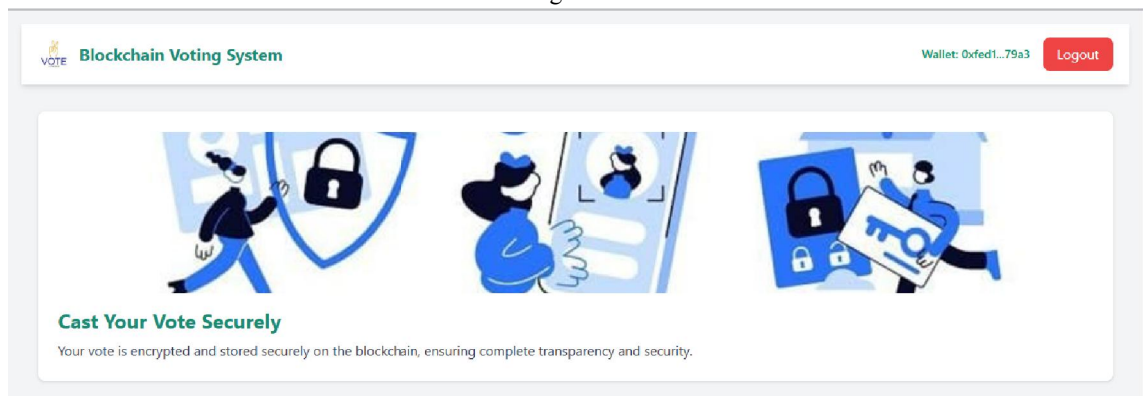 VOTE
Blockchain Voting System
Wallet: 0xfed1...79a3
Logout
Cast Your Vote Securely
Your vote is encrypted and stored securely on the blockchain, ensuring complete transparency and security.